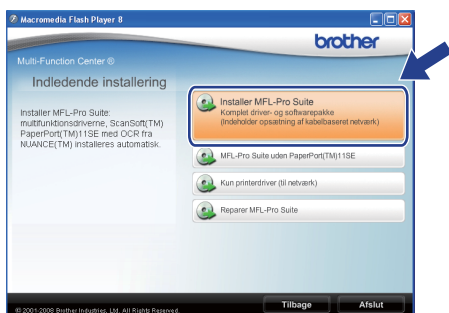 Macromedia Flash Player 8
brother
Multi-Function Center ®
Indledende installering
Installer MFL-Pro Suite:
multifunktionsdriverne, ScanSoft(TM)
PaperPort(TM)11SE med OCR fra
NUANCE(TM) installeres automatisk.
Installer MFL-Pro Suite
Komplet driver- og softwarepakke
(Indeholder opsætning af kabelbaseret netværk)
MFL-Pro Suite uden PaperPort(TM)11SE
Kun printerdriver (til netværk)
Reparer MFL-Pro Suite
© 2001-2008 Brother Industries, Ltd. All Rights Reserved.
Tilbage
Afslut